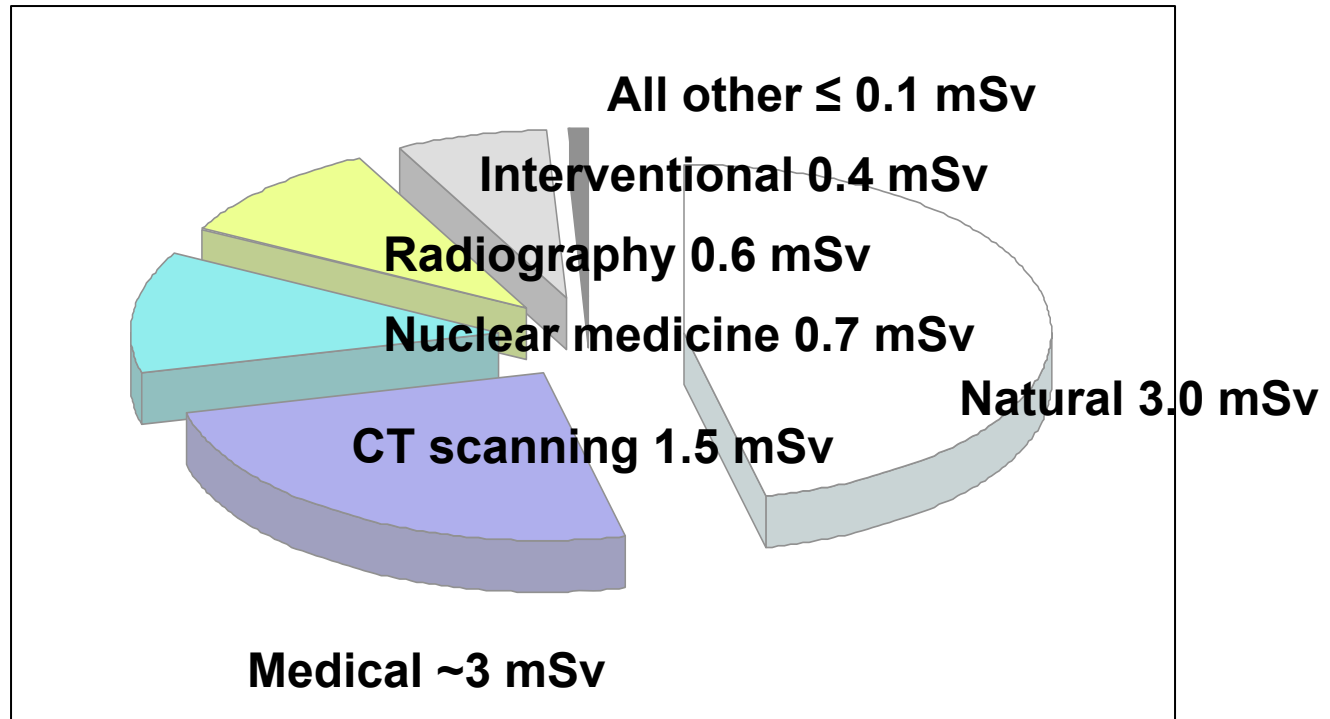 All other ≤ 0.1 mSv
Interventional 0.4 mSv
Radiography 0.6 mSv
Nuclear medicine 0.7 mSv
Natural 3.0 mSv
CT scanning 1.5 mSv
Medical ~3 mSv